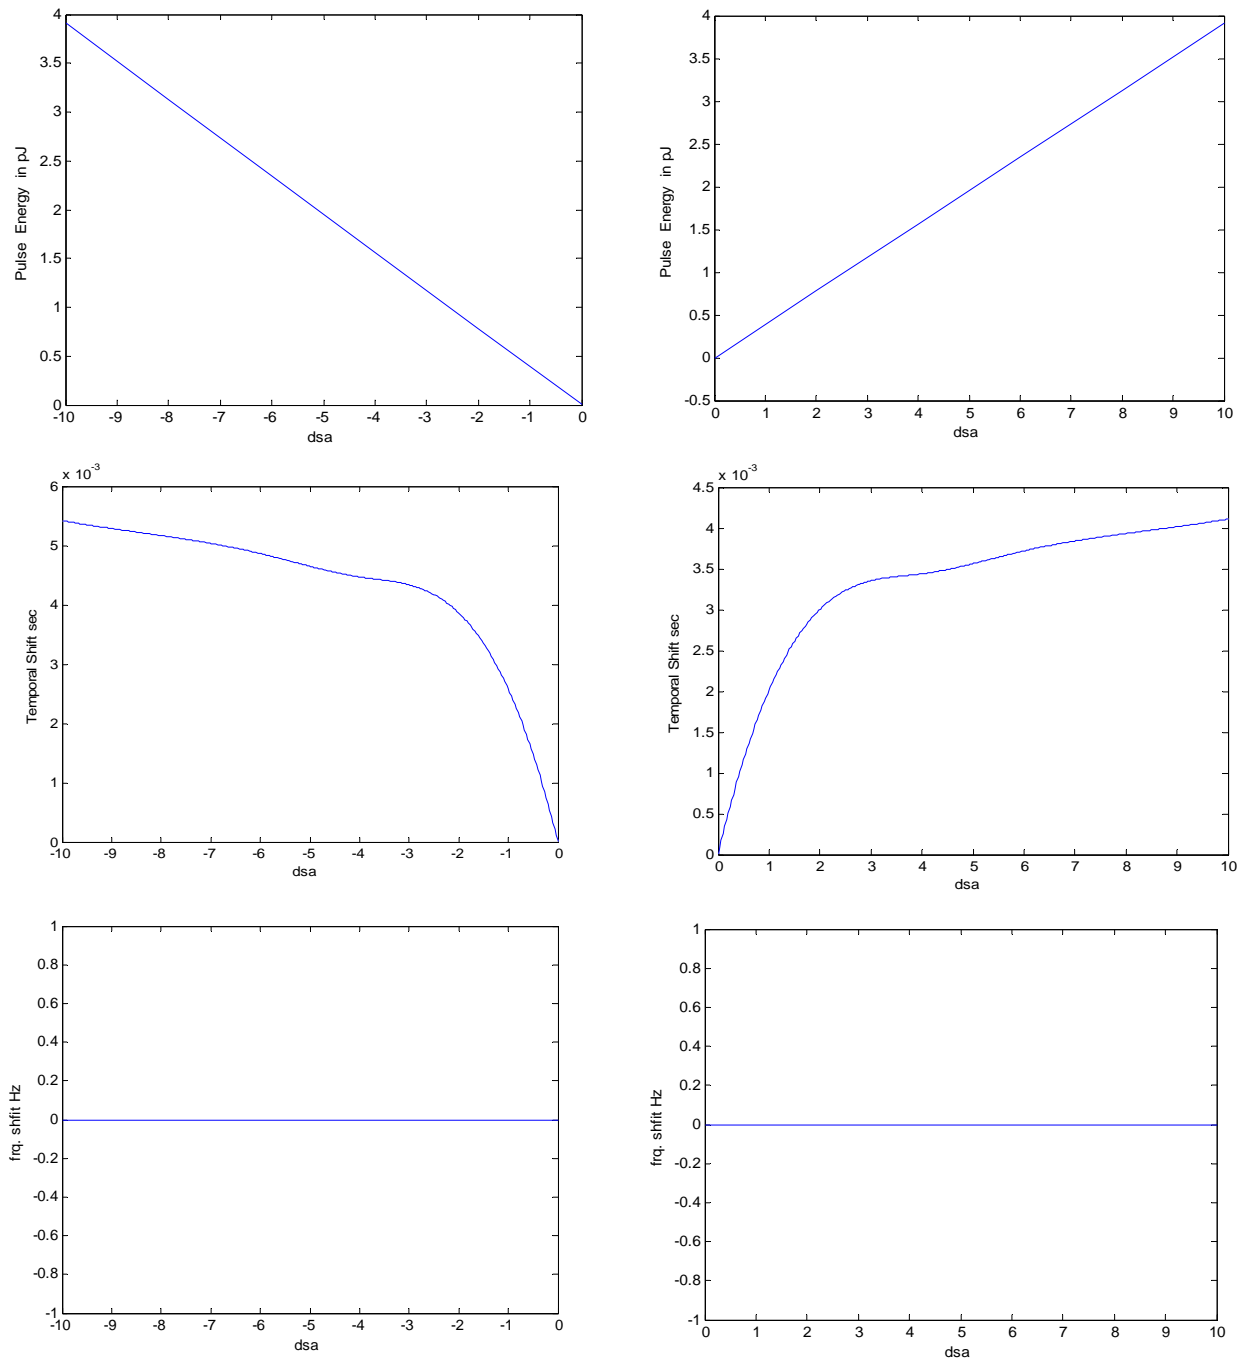 4
3.5
3
2.5
2
1.5
1
0.5
0
Pulse Energy in pJ
-10 -9 -8 -7 -6 -5 -4 -3 -2 -1 0
dsa
4
3.5
3
2.5
2
1.5
1
0.5
0
-0.5
Pulse Energy in pJ
0 1 2 3 4 5 6 7 8 9 10
dsa
x 10-3
6
5
4
3
2
1
0
Temporal Shift sec
-10 -9 -8 -7 -6 -5 -4 -3 -2 -1 0
dsa
x 10-3
4.5
4
3.5
3
2.5
2
1.5
1
0.5
0
Temporal Shift sec
0 1 2 3 4 5 6 7 8 9 10
dsa
1
0.8
0.6
0.4
0.2
0
-0.2
-0.4
-0.6
-0.8
-1
frq. shfit Hz
-10 -9 -8 -7 -6 -5 -4 -3 -2 -1 0
dsa
1
0.8
0.6
0.4
0.2
0
-0.2
-0.4
-0.6
-0.8
-1
frq. shfit Hz
0 1 2 3 4 5 6 7 8 9 10
dsa